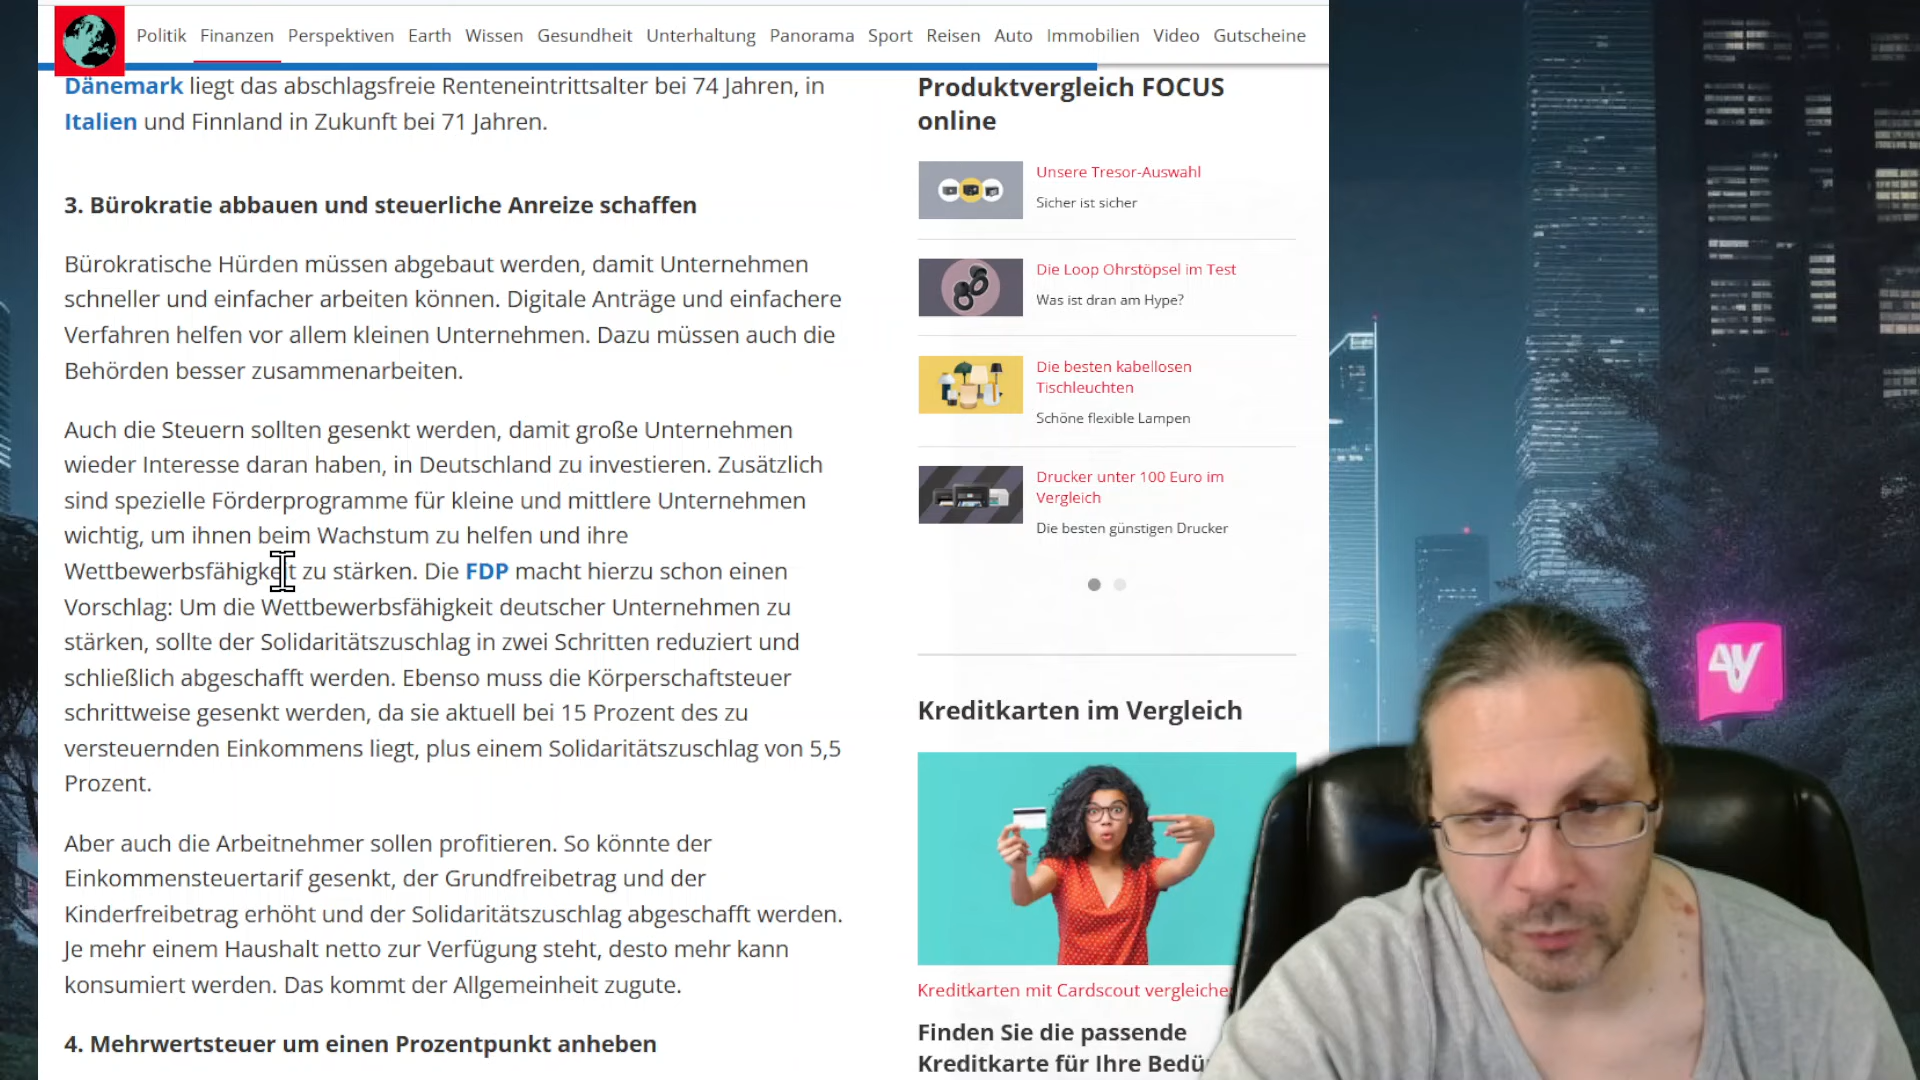 Politik Finanzen Perspektiven Earth Wissen Gesundheit Unterhaltung Panorama Sport Reisen Auto Immobilien Video Gutscheine
Dänemark liegt das abschlagsfreie Renteneintrittsalter bei 74 Jahren, in
Italien und Finnland in Zukunft bei 71 Jahren.
3. Bürokratie abbauen und steuerliche Anreize schaffen
Bürokratische Hürden müssen abgebaut werden, damit Unternehmen
schneller und einfacher arbeiten können. Digitale Anträge und einfachere
Verfahren helfen vor allem kleinen Unternehmen. Dazu müssen auch die
Behörden besser zusammenarbeiten.
Auch die Steuern sollten gesenkt werden, damit große Unternehmen
wieder Interesse daran haben, in Deutschland zu investieren. Zusätzlich
sind spezielle Förderprogramme für kleine und mittlere Unternehmen
wichtig, um ihnen beim Wachstum zu helfen und ihre
Wettbewerbsfähigkeit zu stärken. Die FDP macht hierzu schon einen
Vorschlag: Um die Wettbewerbsfähigkeit deutscher Unternehmen zu
stärken, sollte der Solidaritätszuschlag in zwei Schritten reduziert und
schließlich abgeschafft werden. Ebenso muss die Körperschaftsteuer
schrittweise gesenkt werden, da sie aktuell bei 15 Prozent des zu
versteuernden Einkommens liegt, plus einem Solidaritätszuschlag von 5,5
Prozent.
Aber auch die Arbeitnehmer sollen profitieren. So könnte der
Einkommensteuertarif gesenkt, der Grundfreibetrag und der
Kinderfreibetrag erhöht und der Solidaritätszuschlag abgeschafft werden.
Je mehr einem Haushalt netto zur Verfügung steht, desto mehr kann
konsumiert werden. Das kommt der Allgemeinheit zugute.
4. Mehrwertsteuer um einen Prozentpunkt anheben
Produktvergleich FOCUS
online
Unsere Tresor-Auswahl
Sicher ist sicher
Die Loop Ohrstöpsel im Test
Was ist dran am Hype?
Die besten kabellosen
Tischleuchten
Schöne flexible Lampen
Drucker unter 100 Euro im
Vergleich
Die besten günstigen Drucker
Kreditkarten im Vergleich
Kreditkarten mit Cardscout vergleiche
Finden Sie die passende
Kreditkarte für Ihre Bedü